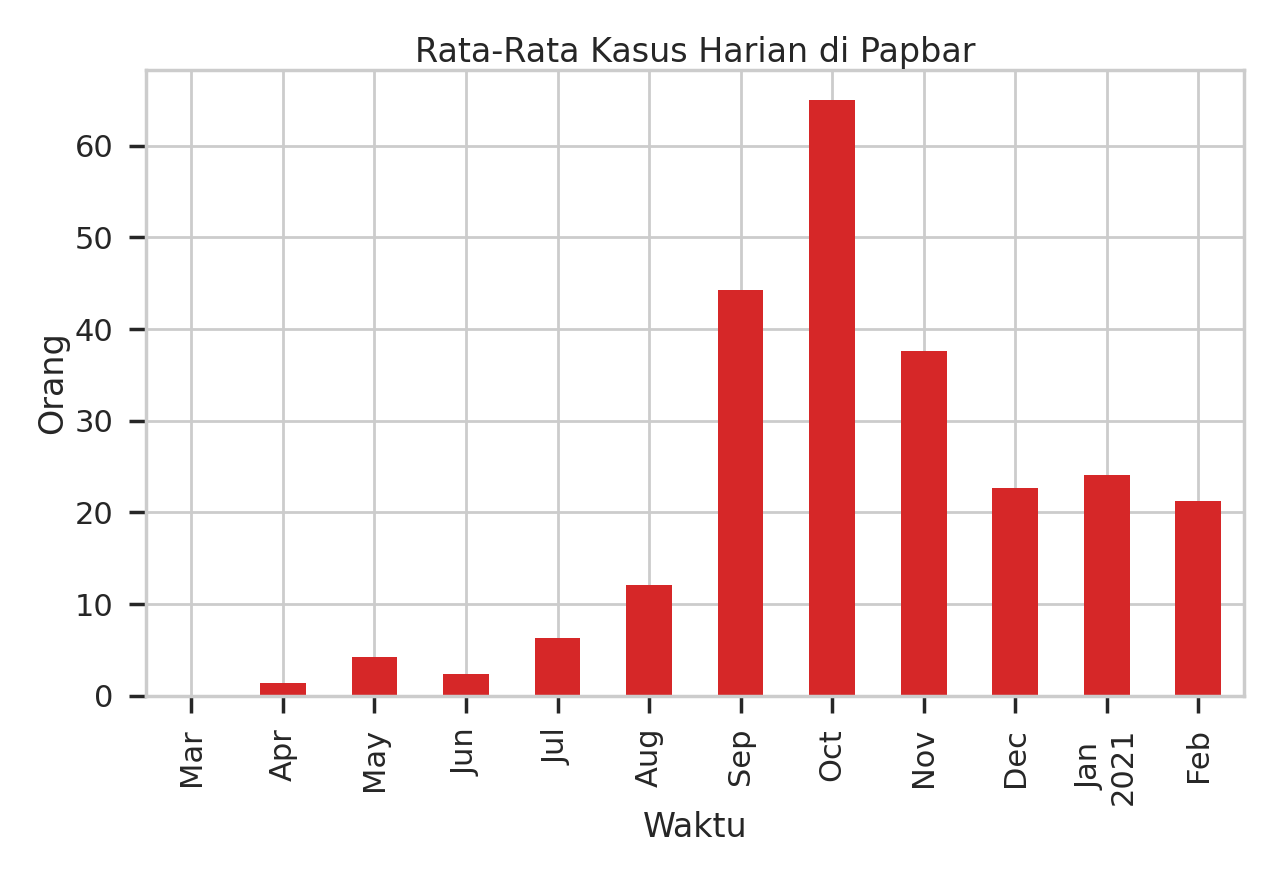 Rata-Rata Kasus Harian di Papbar
Orang
60
50
40
30
20
10
0
Mar
Apr
May
Jun
Jul
Aug
Sep
Oct
Nov
Dec
Jan
2021
Feb
Waktu